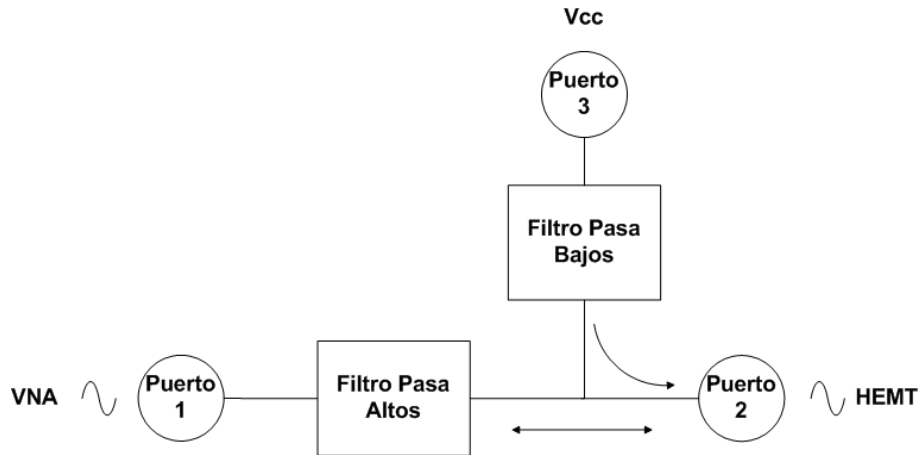 Vcc
Puerto
3
Filtro Pasa
Bajos
VNA
Puerto
1
Filtro Pasa
Altos
Puerto
2
HEMT